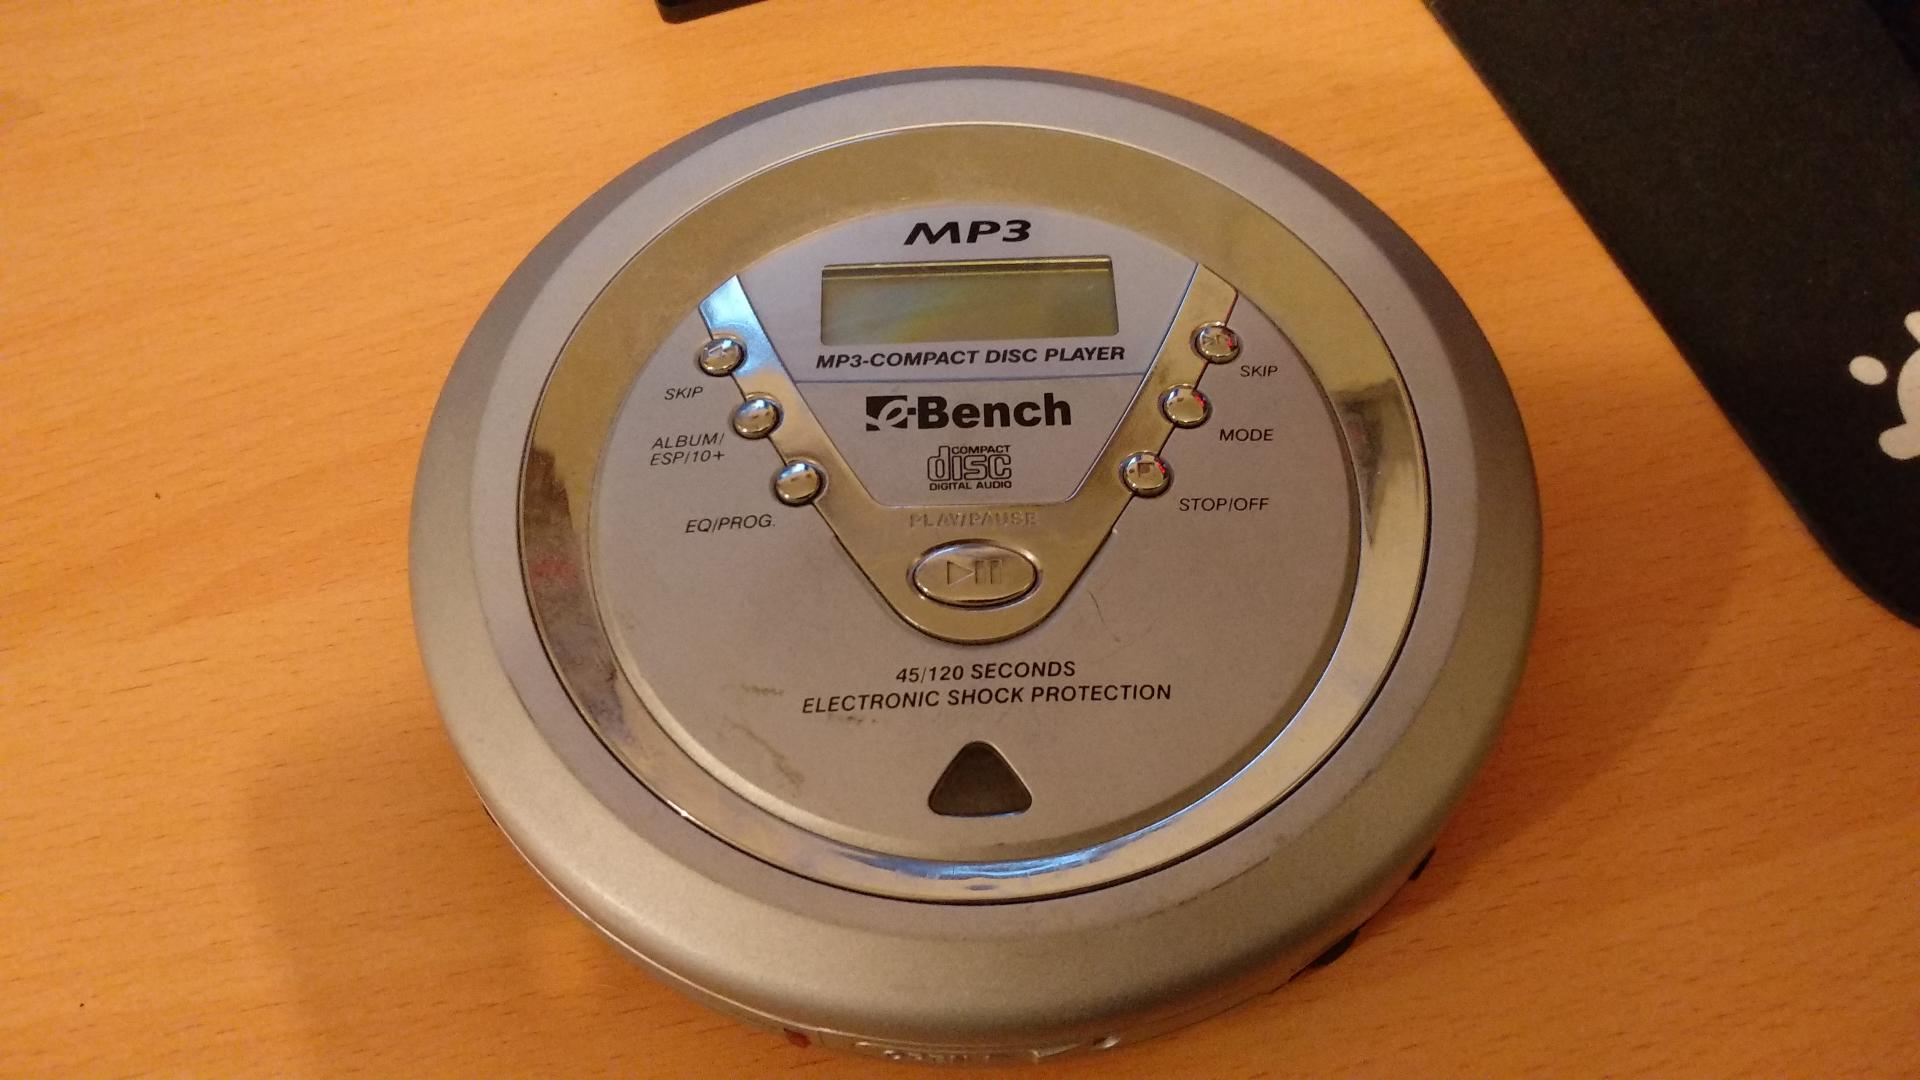 MP3
MP3-COMPACT DISC PLAYER
e-Bench
COMPACT
disc
DIGITAL AUDIO
SKIP
ALBUM/
ESP/10+
EQ/PROG.
SKIP
MODE
STOP/OFF
PLAY/PAUSE
45/120 SECONDS
ELECTRONIC SHOCK PROTECTION